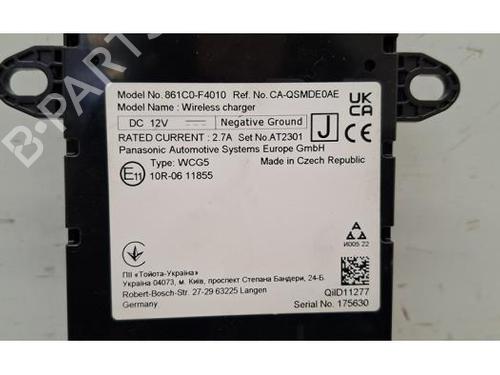 Model No. 861C0-F4010 Ref. No. CA-QSMDE0AE
Model Name : Wireless charger
DC 12V Negative Ground
RATED CURRENT : 2.7A Set No.AT2301
J
UK
CA
Panasonic Automotive Systems Europe GmbH
Type: WCG5 Made in Czech Republic
E11 10R-06 11855
И005 22
ПІІ «Тойота-Україна»
Україна 04073, м. Київ, проспект Степана Бандери, 24-Б.
Robert-Bosch-Str. 27-29 63225 Langen
Germany
QiID11277
Serial No. 175630
B-PARTS